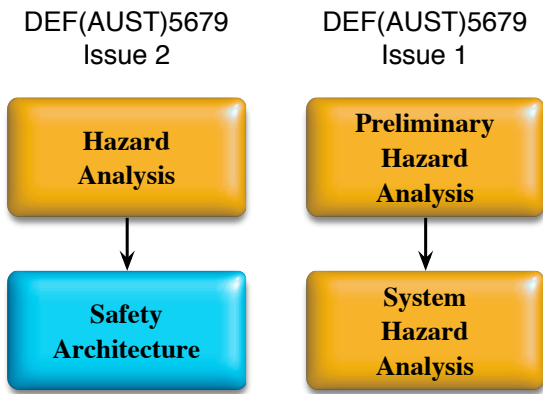 DEF(AUST)5679
Issue 2
DEF(AUST)5679
Issue 1
Hazard
Analysis
Preliminary
Hazard
Analysis
Safety
Architecture
System
Hazard
Analysis